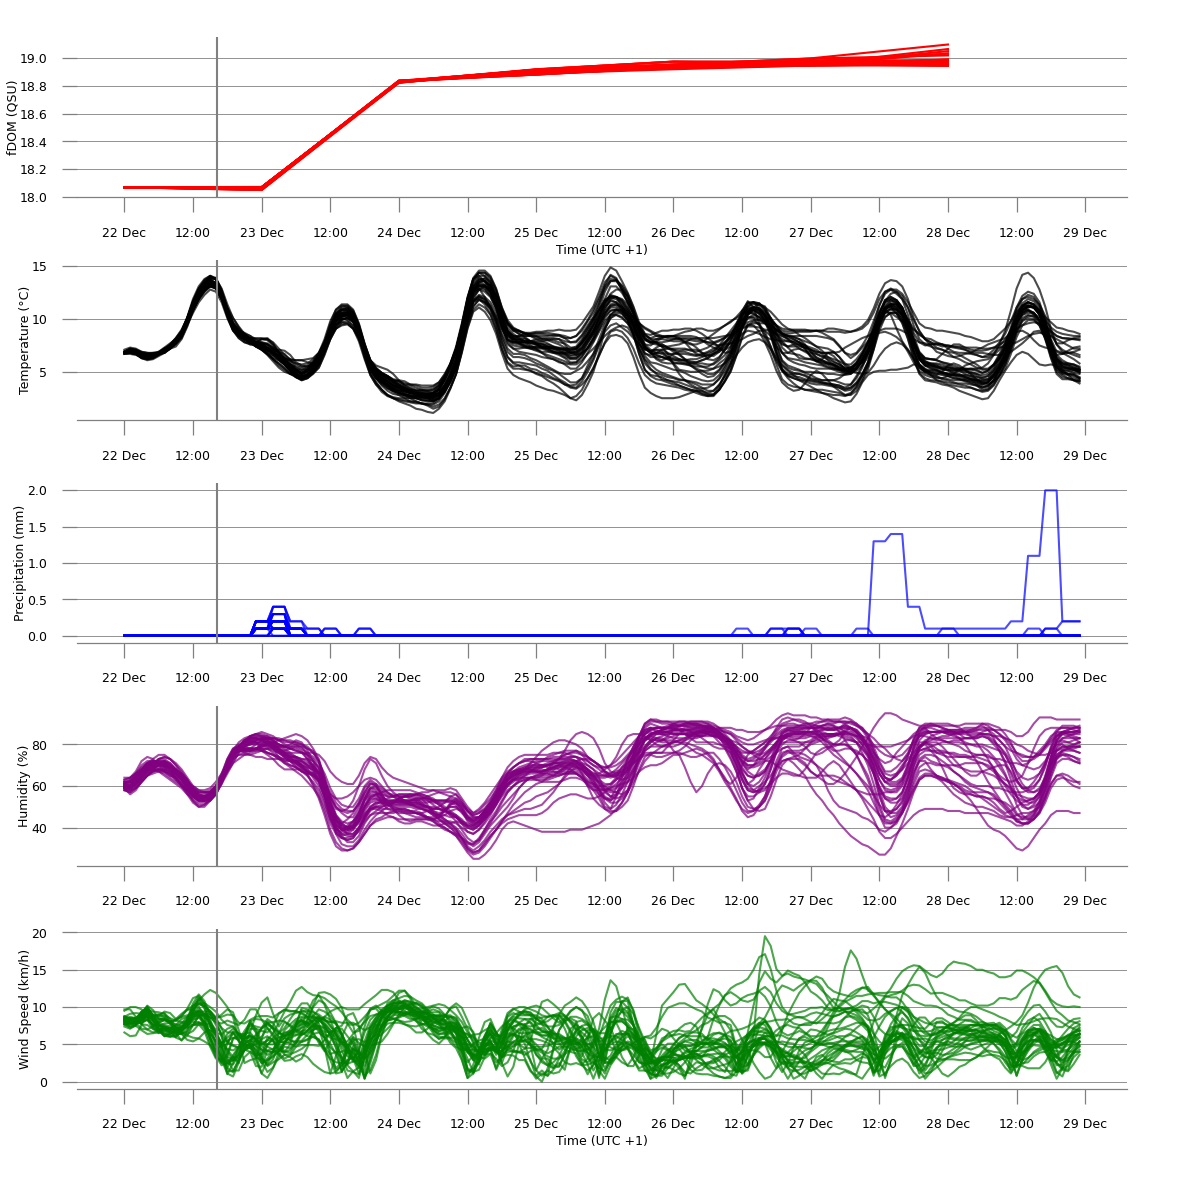 fDOM (QSU)
19.0
18.8
18.6
18.4
18.2
18.0
22 Dec 12:00 23 Dec 12:00 24 Dec 12:00 25 Dec 12:00 26 Dec 12:00 27 Dec 12:00 28 Dec 12:00 29 Dec
Time (UTC +1)
Temperature (°C)
15
10
5
22 Dec 12:00 23 Dec 12:00 24 Dec 12:00 25 Dec 12:00 26 Dec 12:00 27 Dec 12:00 28 Dec 12:00 29 Dec
Precipitation (mm)
2.0
1.5
1.0
0.5
0.0
22 Dec 12:00 23 Dec 12:00 24 Dec 12:00 25 Dec 12:00 26 Dec 12:00 27 Dec 12:00 28 Dec 12:00 29 Dec
Humidity (%)
80
60
40
22 Dec 12:00 23 Dec 12:00 24 Dec 12:00 25 Dec 12:00 26 Dec 12:00 27 Dec 12:00 28 Dec 12:00 29 Dec
Wind Speed (km/h)
20
15
10
5
0
22 Dec 12:00 23 Dec 12:00 24 Dec 12:00 25 Dec 12:00 26 Dec 12:00 27 Dec 12:00 28 Dec 12:00 29 Dec
Time (UTC +1)